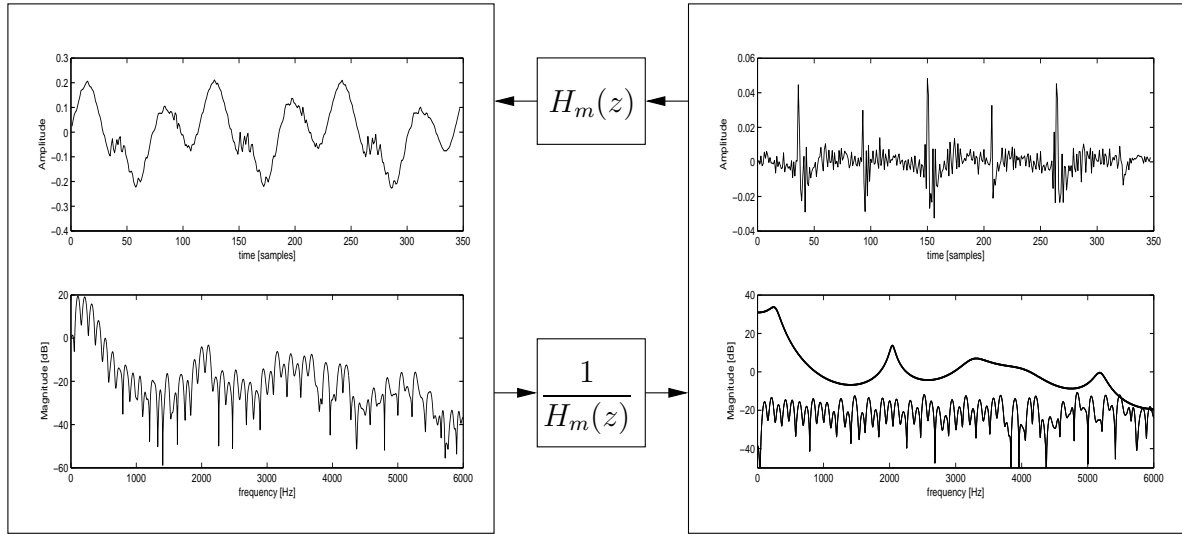 0.3
0.2
0.1
0
−0.1
−0.2
−0.3
−0.4
Amplitude
0 50 100 150 200 250 300 350
time [samples]
20
0
−20
−40
−60
Magnitude [dB]
0 1000 2000 3000 4000 5000 6000
frequency [Hz]
H_m(z)
1
H_m(z)
0.06
0.04
0.02
0
−0.02
−0.04
Amplitude
0 50 100 150 200 250 300 350
time [samples]
40
20
0
−20
−40
Magnitude [dB]
0 1000 2000 3000 4000 5000 6000
frequency [Hz]